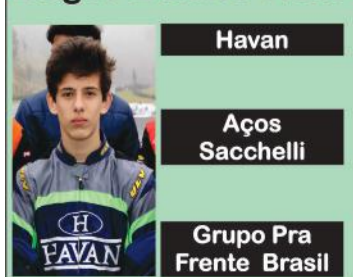 Havan
Aços
Sacchelli
Grupo Pra
Frente Brasil
H
HAVAN